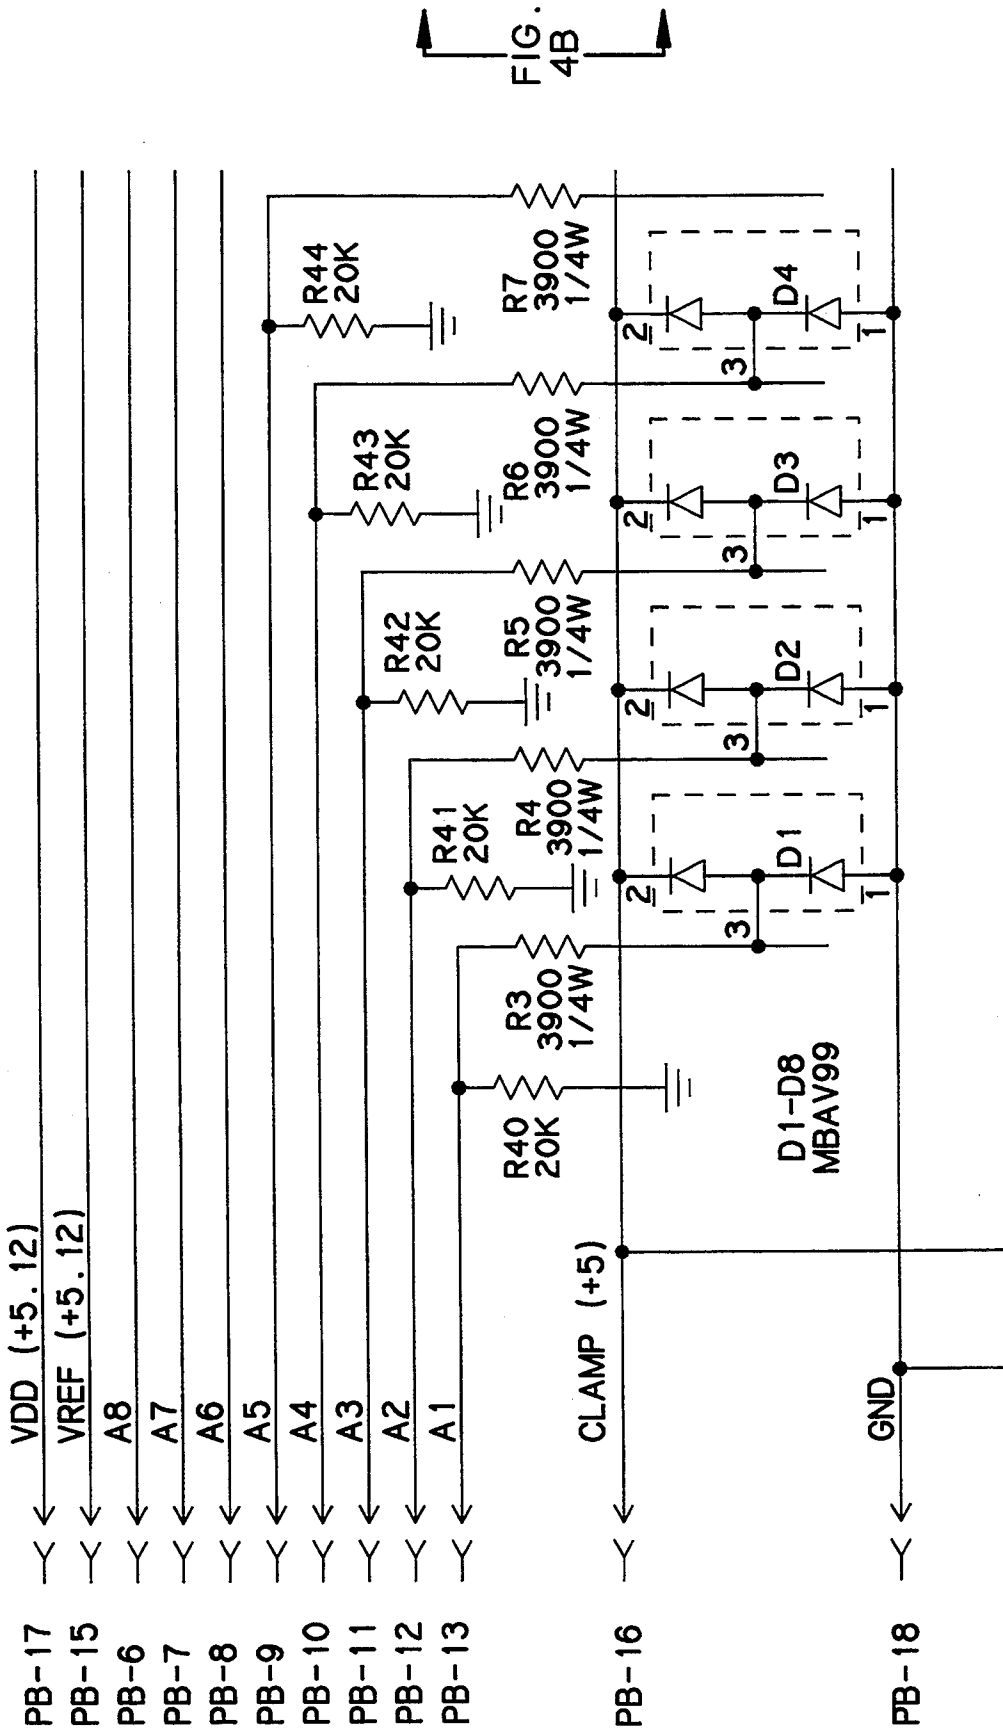 FIG.
4B
PB-17
VDD (+5.12)
PB-15
VREF (+5.12)
PB-6
A8
PB-7
A7
PB-8
A6
PB-9
A5
PB-10
A4
PB-11
A3
PB-12
A2
PB-13
A1
R44
20K
R43
20K
R42
20K
R41
20K
R40
20K
R3
3900
1/4W
R4
3900
1/4W
R5
3900
1/4W
R6
3900
1/4W
R7
3900
1/4W
PB-16
CLAMP (+5)
2
3
D1
1
2
3
D2
1
2
3
D3
1
2
3
D4
1
D1-D8
MBAV99
PB-18
GND